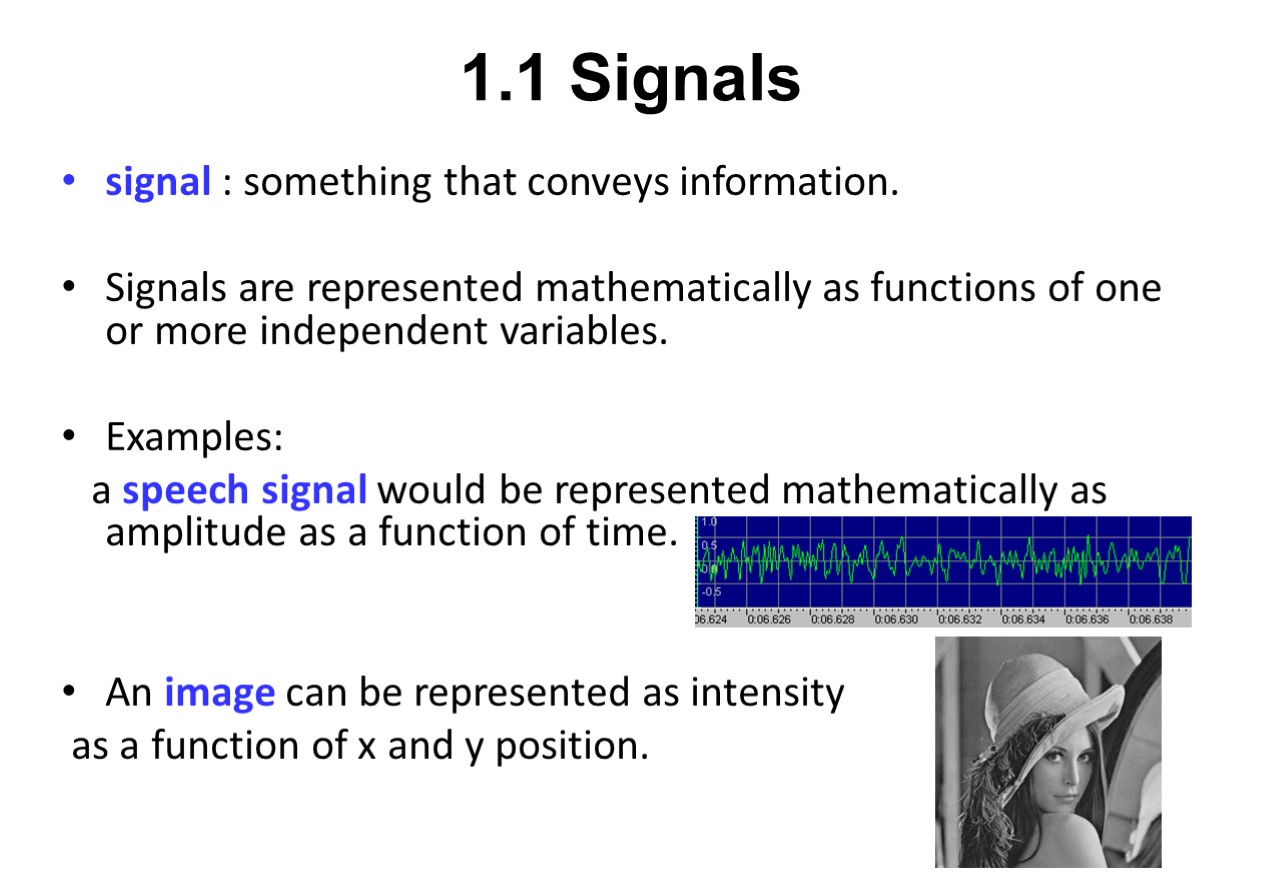 1.1 Signals
• signal : something that conveys information.
• Signals are represented mathematically as functions of one
or more independent variables.
• Examples:
a speech signal would be represented mathematically as
amplitude as a function of time.
1.0
0.5
0.0
-0.5
06.624 0:06.626 0:06.628 0:06.630 0:06.632 0:06.634 0:06.636 0:06.638
• An image can be represented as intensity
as a function of x and y position.